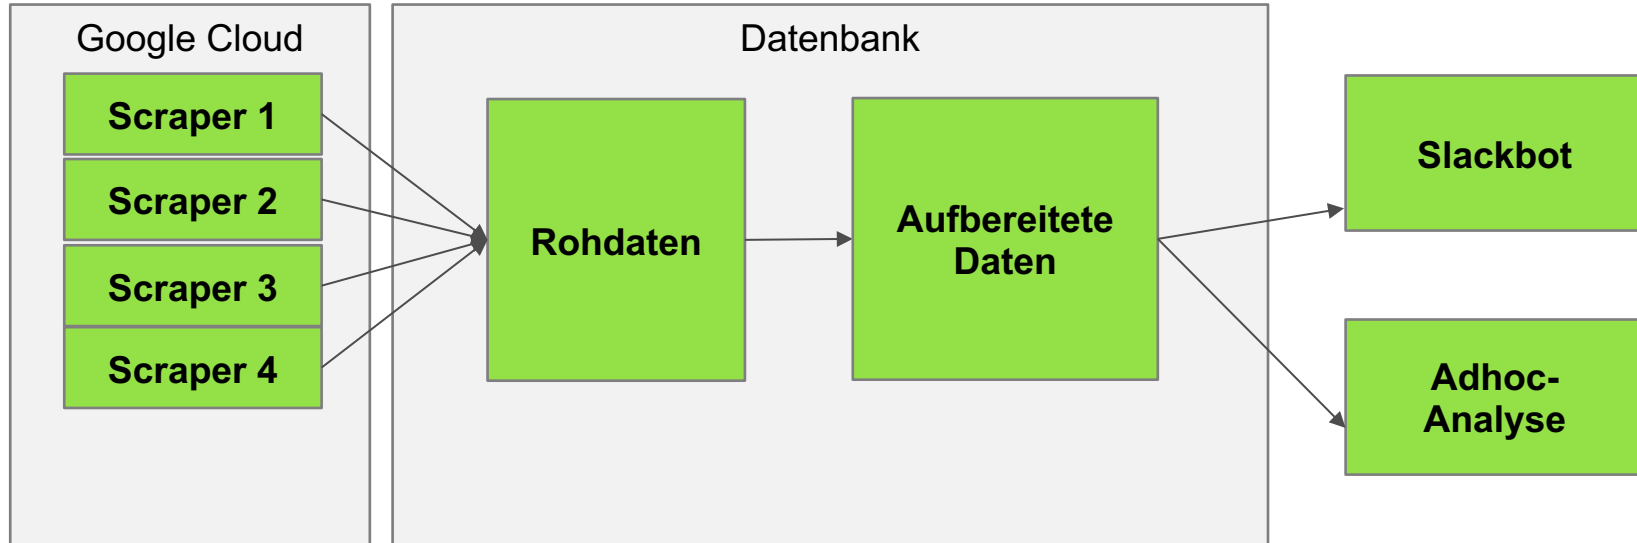 Google Cloud
Scraper 1
Scraper 2
Scraper 3
Scraper 4
Datenbank
Rohdaten
Aufbereitete
Daten
Slackbot
Adhoc-
Analyse